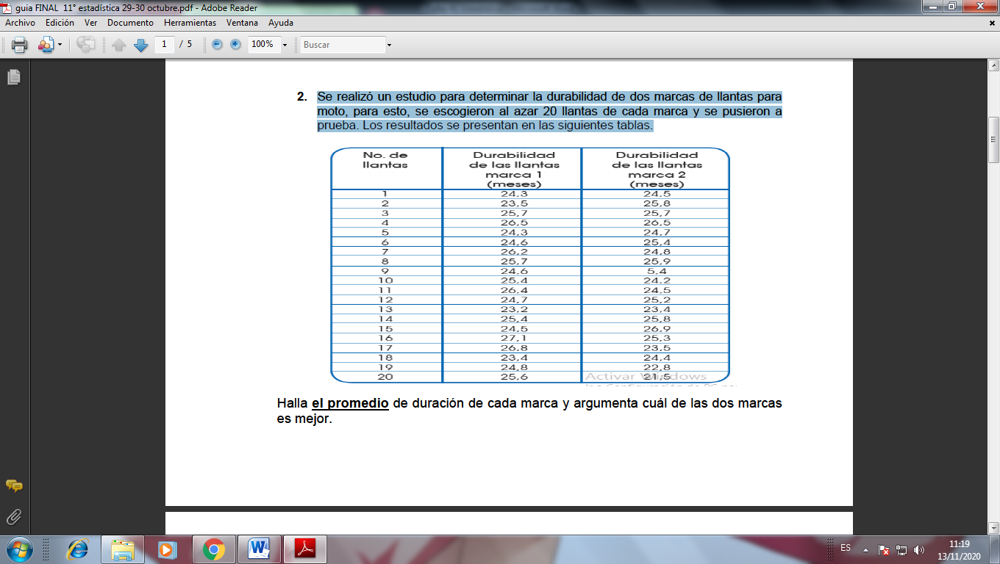 guia FINAL 11° estadística 29-30 octubre.pdf - Adobe Reader
Archivo Edición Ver Documento Herramientas Ventana Ayuda
1 / 5 100% Buscar
2. Se realizó un estudio para determinar la durabilidad de dos marcas de llantas para
moto, para esto, se escogieron al azar 20 llantas de cada marca y se pusieron a
prueba. Los resultados se presentan en las siguientes tablas.
No. de Durabilidad Durabilidad
llantas de las llantas de las llantas
marca 1 marca 2
(meses) (meses)
1 24,3 24,5
2 23,5 25,8
3 25,7 25,7
4 26,5 26,5
5 24,3 24,7
6 24,6 25,4
7 26,2 24,8
8 25,7 25,9
9 24,6 5,4
10 25,4 24,2
11 26,4 24,5
12 24,7 25,2
13 23,2 23,4
14 25,4 25,8
15 24,5 26,9
16 27,1 25,3
17 26,8 23,5
18 23,4 24,4
19 24,8 22,8
20 25,6 21,5
Activar Windows
Halla el promedio de duración de cada marca y argumenta cuál de las dos marcas
es mejor.
ES 11:19
13/11/2020